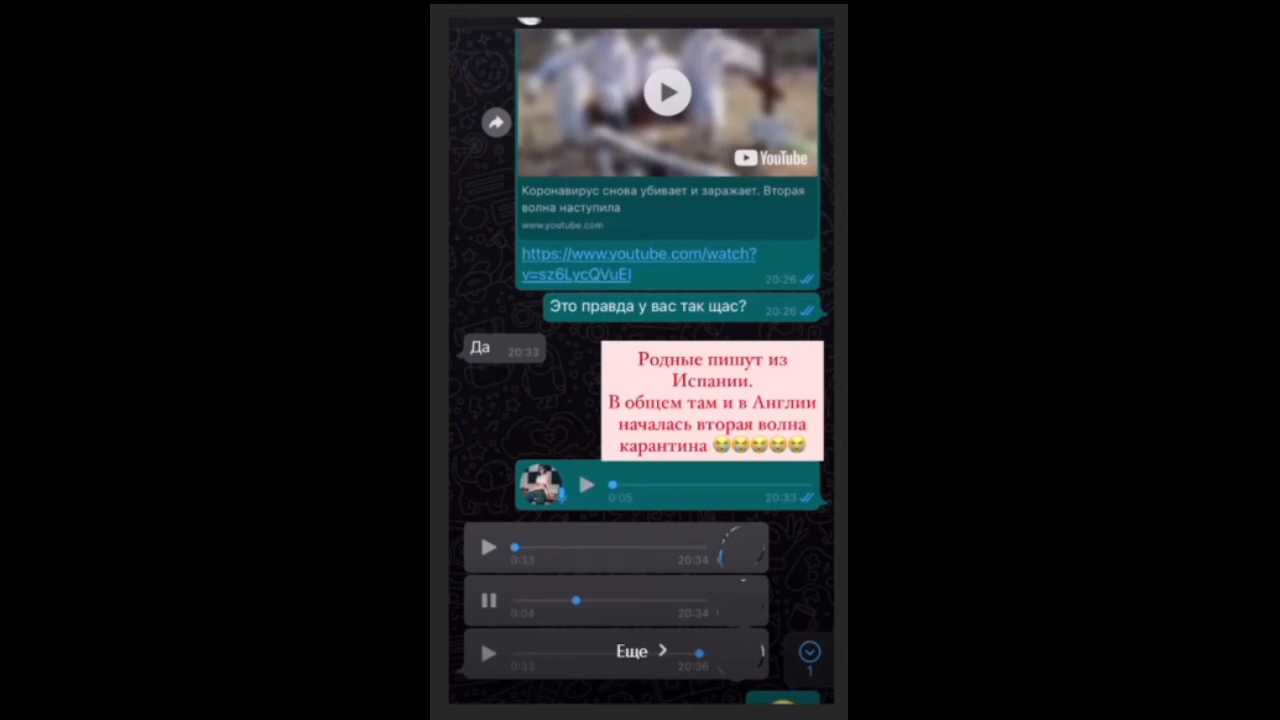 YouTube
Коронавирус снова убивает и заражает. Вторая
волна наступила
www.youtube.com
https://www.youtube.com/watch?
v=sz6LycQVuEI
20:26
Это правда у вас так щас?
20:26
Да
20:33
Родные пишут из
Испании.
В общем там и в Англии
началась вторая волна
карантина 😭😭😭😭😭
0:05
20:33
0:33
20:34
20:34
Еще
0:33
20:36
1